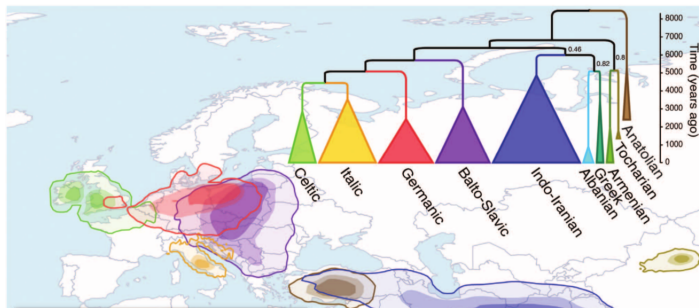 8000
7000
6000
5000
4000
3000
2000
1000
0
Time (years ago)
0.46
0.82
0.8
Celtic
Italic
Germanic
Balto-Slavic
Indo-Iranian
Albanian
Greek
Armenian
Tocharian
Anatolian